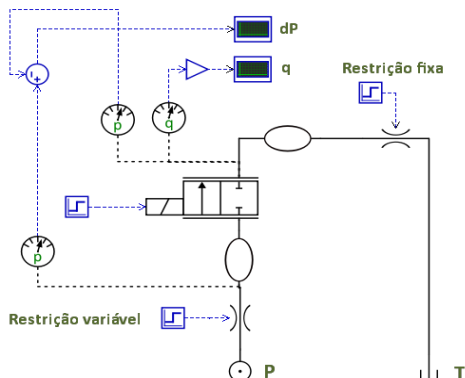 dP
q
Restrição fixa
p
q
p
Restrição variável
P
T